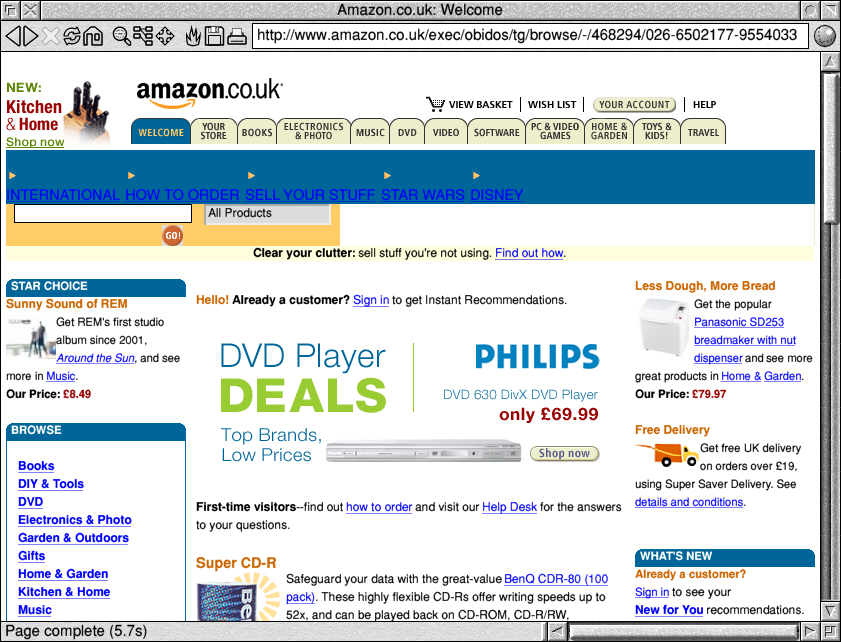 Amazon.co.uk: Welcome
http://www.amazon.co.uk/exec/obidos/tg/browse/-/468294/026-6502177-9554033
NEW:
Kitchen
& Home
Shop now
amazon.co.uk
VIEW BASKET | WISH LIST | YOUR ACCOUNT | HELP
WELCOME
YOUR STORE
BOOKS
ELECTRONICS & PHOTO
MUSIC
DVD
VIDEO
SOFTWARE
PC & VIDEO GAMES
HOME & GARDEN
TOYS & KIDS!
TRAVEL
INTERNATIONAL HOW TO ORDER SELL YOUR STUFF STAR WARS DISNEY
All Products
GO!
Clear your clutter: sell stuff you're not using. Find out how.
STAR CHOICE
Sunny Sound of REM
Get REM's first studio
album since 2001,
Around the Sun, and see
more in Music.
Our Price: £8.49
BROWSE
Books
DIY & Tools
DVD
Electronics & Photo
Garden & Outdoors
Gifts
Home & Garden
Kitchen & Home
Music
Hello! Already a customer? Sign in to get Instant Recommendations.
DVD Player
DEALS
Top Brands,
Low Prices
PHILIPS
DVD 630 DivX DVD Player
only £69.99
Shop now
First-time visitors--find out how to order and visit our Help Desk for the answers
to your questions.
Super CD-R
Be
Safeguard your data with the great-value BenQ CDR-80 (100
pack). These highly flexible CD-Rs offer writing speeds up to
52x, and can be played back on CD-ROM, CD-R/RW,
Less Dough, More Bread
Get the popular
Panasonic SD253
breadmaker with nut
dispenser and see more
great products in Home & Garden.
Our Price: £79.97
Free Delivery
Get free UK delivery
on orders over £19,
using Super Saver Delivery. See
details and conditions.
WHAT'S NEW
Already a customer?
Sign in to see your
New for You recommendations.
Page complete (5.7s)